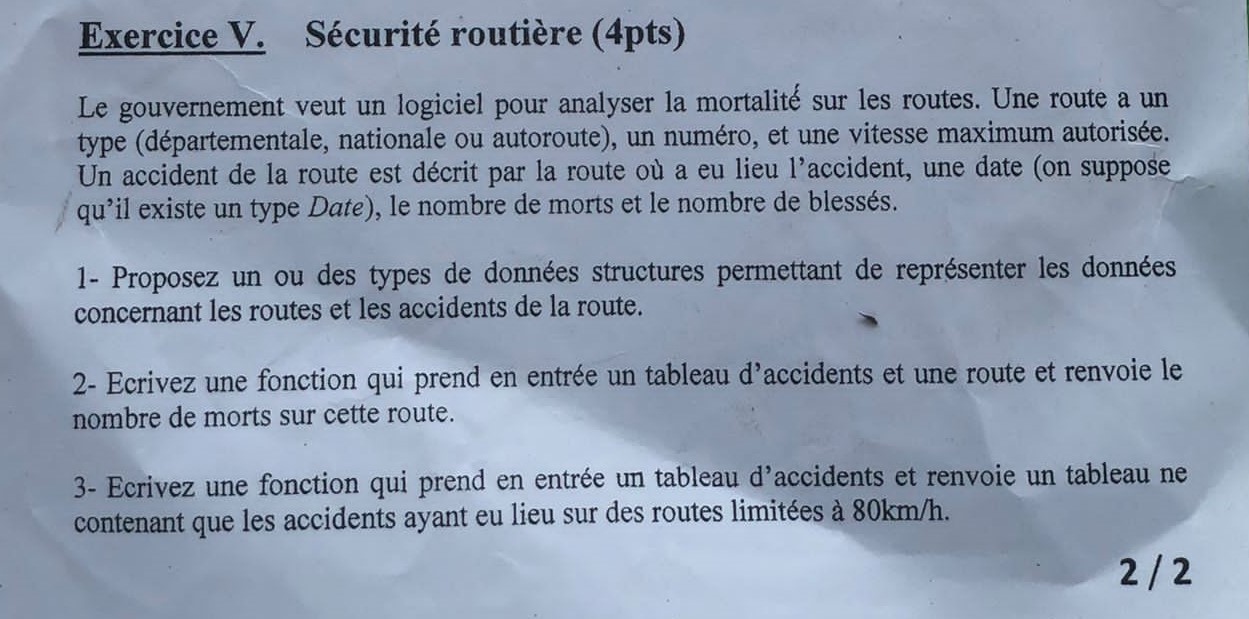 Exercice V. Sécurité routière (4pts)
Le gouvernement veut un logiciel pour analyser la mortalité sur les routes. Une route a un
type (départementale, nationale ou autoroute), un numéro, et une vitesse maximum autorisée.
Un accident de la route est décrit par la route où a eu lieu l'accident, une date (on suppose
qu'il existe un type Date), le nombre de morts et le nombre de blessés.
1- Proposez un ou des types de données structures permettant de représenter les données
concernant les routes et les accidents de la route.
2- Ecrivez une fonction qui prend en entrée un tableau d'accidents et une route et renvoie le
nombre de morts sur cette route.
3- Ecrivez une fonction qui prend en entrée un tableau d'accidents et renvoie un tableau ne
contenant que les accidents ayant eu lieu sur des routes limitées à 80km/h.
2 / 2